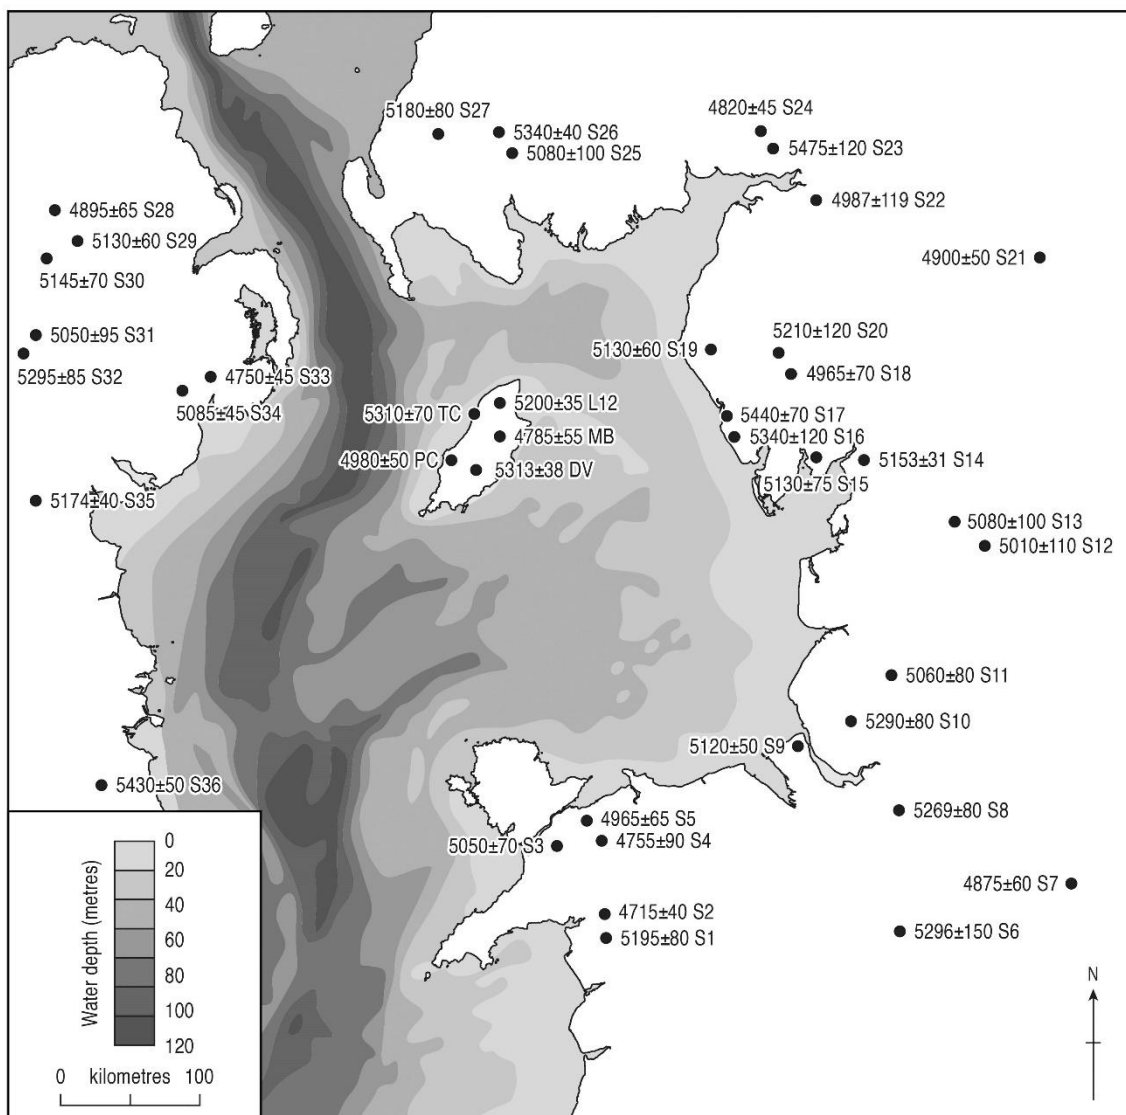 5180±80 S27
4820±45 S24
5340±40 S26
5080±100 S25
5475±120 S23
4987±119 S22
4895±65 S28
5130±60 S29
5145±70 S30
4900±50 S21
5050±95 S31
5295±85 S32
4750±45 S33
5085±45 S34
5130±60 S19
5210±120 S20
4965±70 S18
5310±70 TC
5200±35 L12
4785±55 MB
4980±50 PC
5313±38 DV
5440±70 S17
5340±120 S16
5153±31 S14
5130±75 S15
5174±40 S35
5080±100 S13
5010±110 S12
5060±80 S11
5290±80 S10
5120±50 S9
5430±50 S36
4965±65 S5
5050±70 S3
4755±90 S4
5269±80 S8
4875±60 S7
4715±40 S2
5195±80 S1
5296±150 S6
Water depth (metres)
0
20
40
60
80
100
120
0 kilometres 100
N